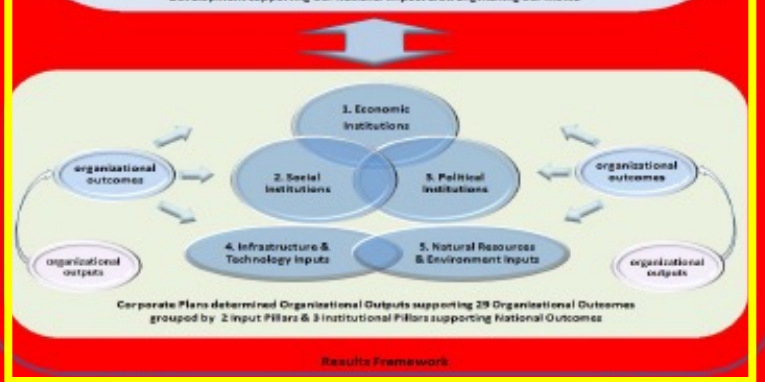 1. Economic
Institutions
organizational
outcomes
2. Social
Institutions
3. Political
Institutions
organizational
outcomes
4. Infrastructure &
Technology Inputs
5. Natural Resources
& Environment Inputs
organizational
outputs
organizational
outputs
Corporate Plans determined Organizational Outputs supporting 29 Organizational Outcomes
grouped by 2 Input Pillars & 3 Institutional Pillars supporting National Outcomes
Results Framework